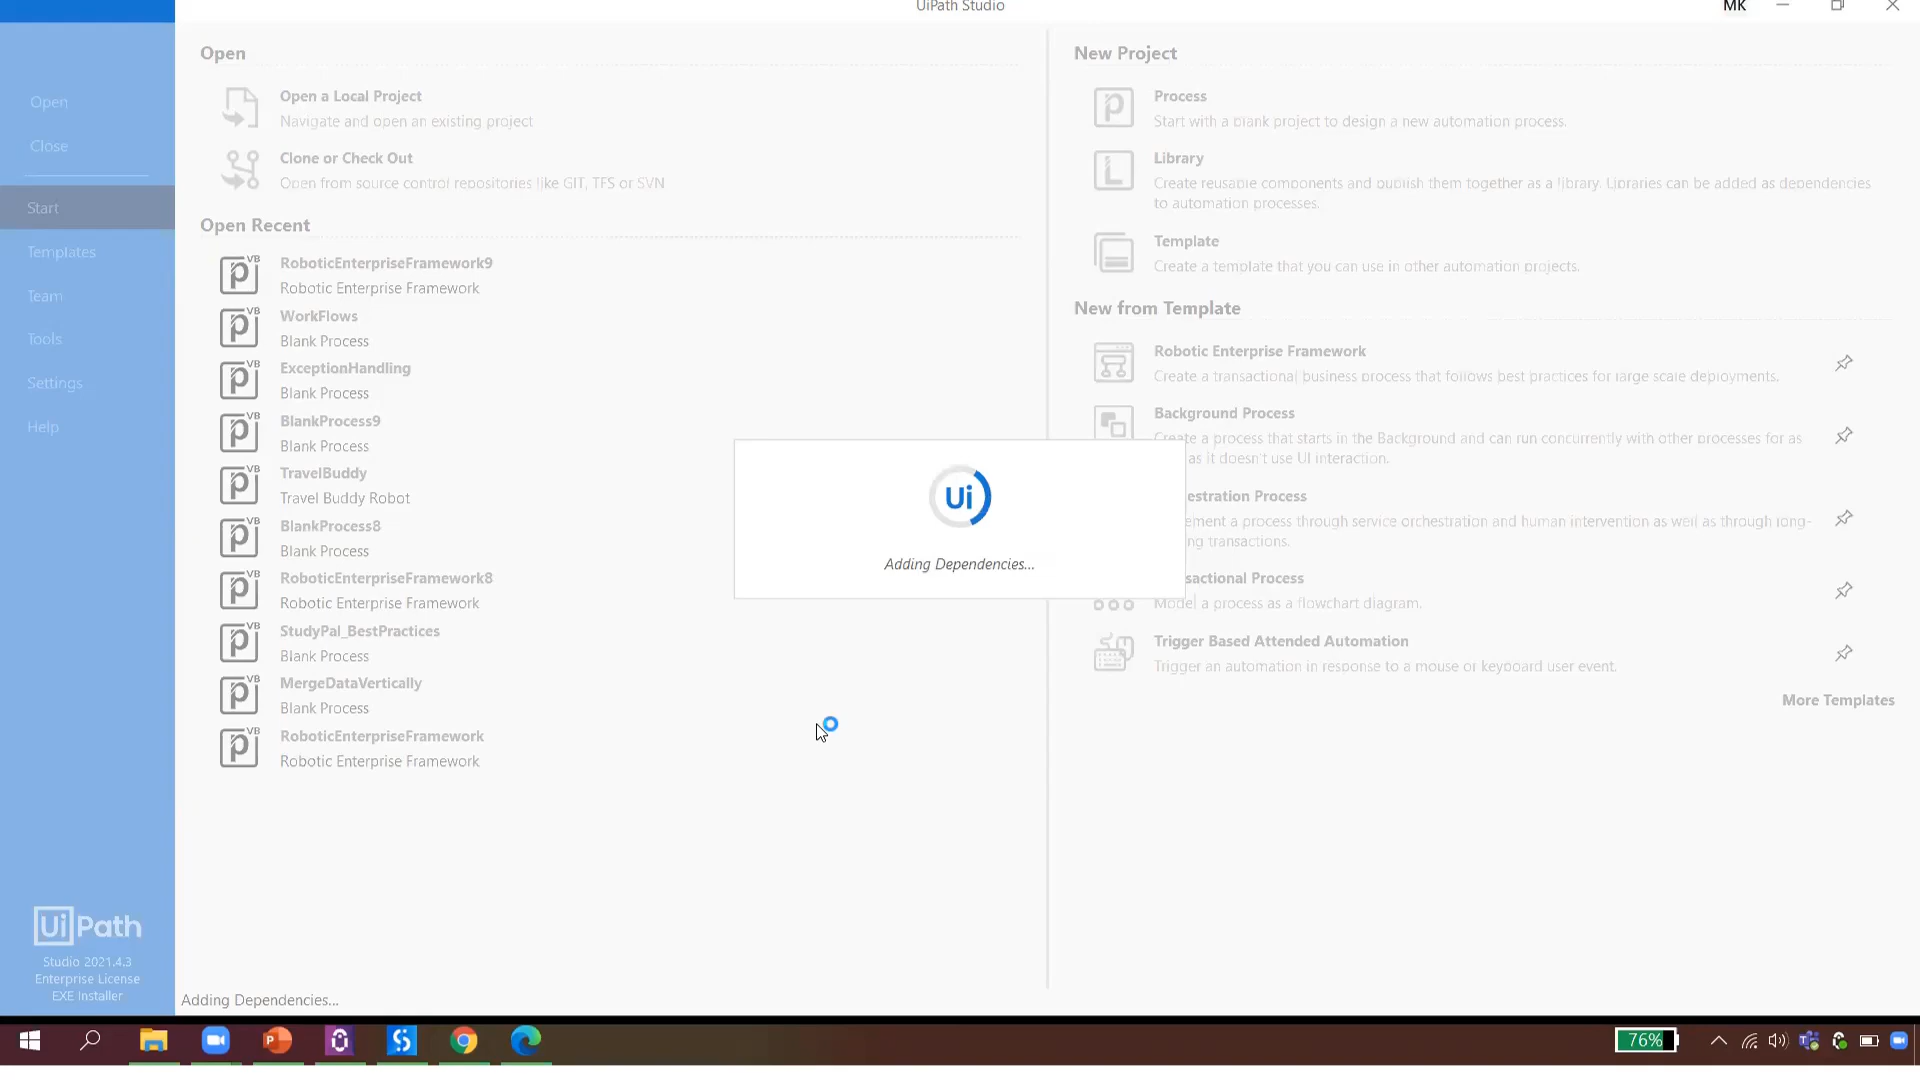 UiPath Studio
MK
Open
Close
Start
Templates
Team
Tools
Settings
Help
UiPath
Studio 2021.4.3
Enterprise License
EXE Installer
Open
Open a Local Project
Navigate and open an existing project
Clone or Check Out
Open from source control repositories like GIT, TFS or SVN
Open Recent
RoboticEnterpriseFramework9
Robotic Enterprise Framework
WorkFlows
Blank Process
ExceptionHandling
Blank Process
BlankProcess9
Blank Process
TravelBuddy
Travel Buddy Robot
BlankProcess8
Blank Process
RoboticEnterpriseFramework8
Robotic Enterprise Framework
StudyPal_BestPractices
Blank Process
MergeDataVertically
Blank Process
RoboticEnterpriseFramework
Robotic Enterprise Framework
Ui
Adding Dependencies...
New Project
Process
Start with a blank project to design a new automation process.
Library
Create reusable components and publish them together as a library. Libraries can be added as dependencies
to automation processes.
Template
Create a template that you can use in other automation projects.
New from Template
Robotic Enterprise Framework
Create a transactional business process that follows best practices for large scale deployments.
Background Process
Create a process that starts in the Background and can run concurrently with other processes for as
as it doesn't use UI interaction.
estration Process
ement a process through service orchestration and human intervention as well as through long-
ng transactions.
sactional Process
Model a process as a flowchart diagram.
Trigger Based Attended Automation
Trigger an automation in response to a mouse or keyboard user event.
More Templates
Adding Dependencies...
76%